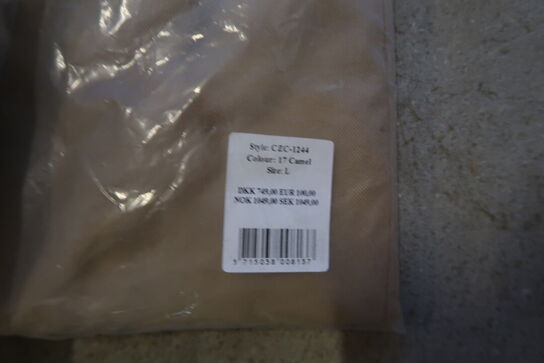 Style: CZC-1244
Colour: 17 Camel
Size: L
DKK 749,00 EUR 100,00
NOK 1049,00 SEK 1049,00
5 715058 008157